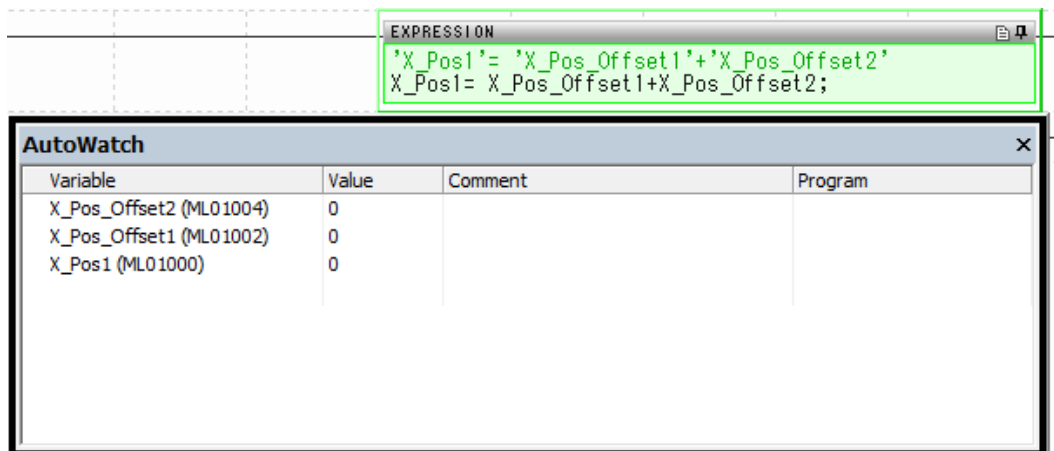 EXPRESSION
'X_Pos1'= 'X_Pos_Offset1'+'X_Pos_Offset2'
X_Pos1= X_Pos_Offset1+X_Pos_Offset2;
AutoWatch
Variable Value Comment Program
X_Pos_Offset2 (ML01004) 0
X_Pos_Offset1 (ML01002) 0
X_Pos1 (ML01000) 0